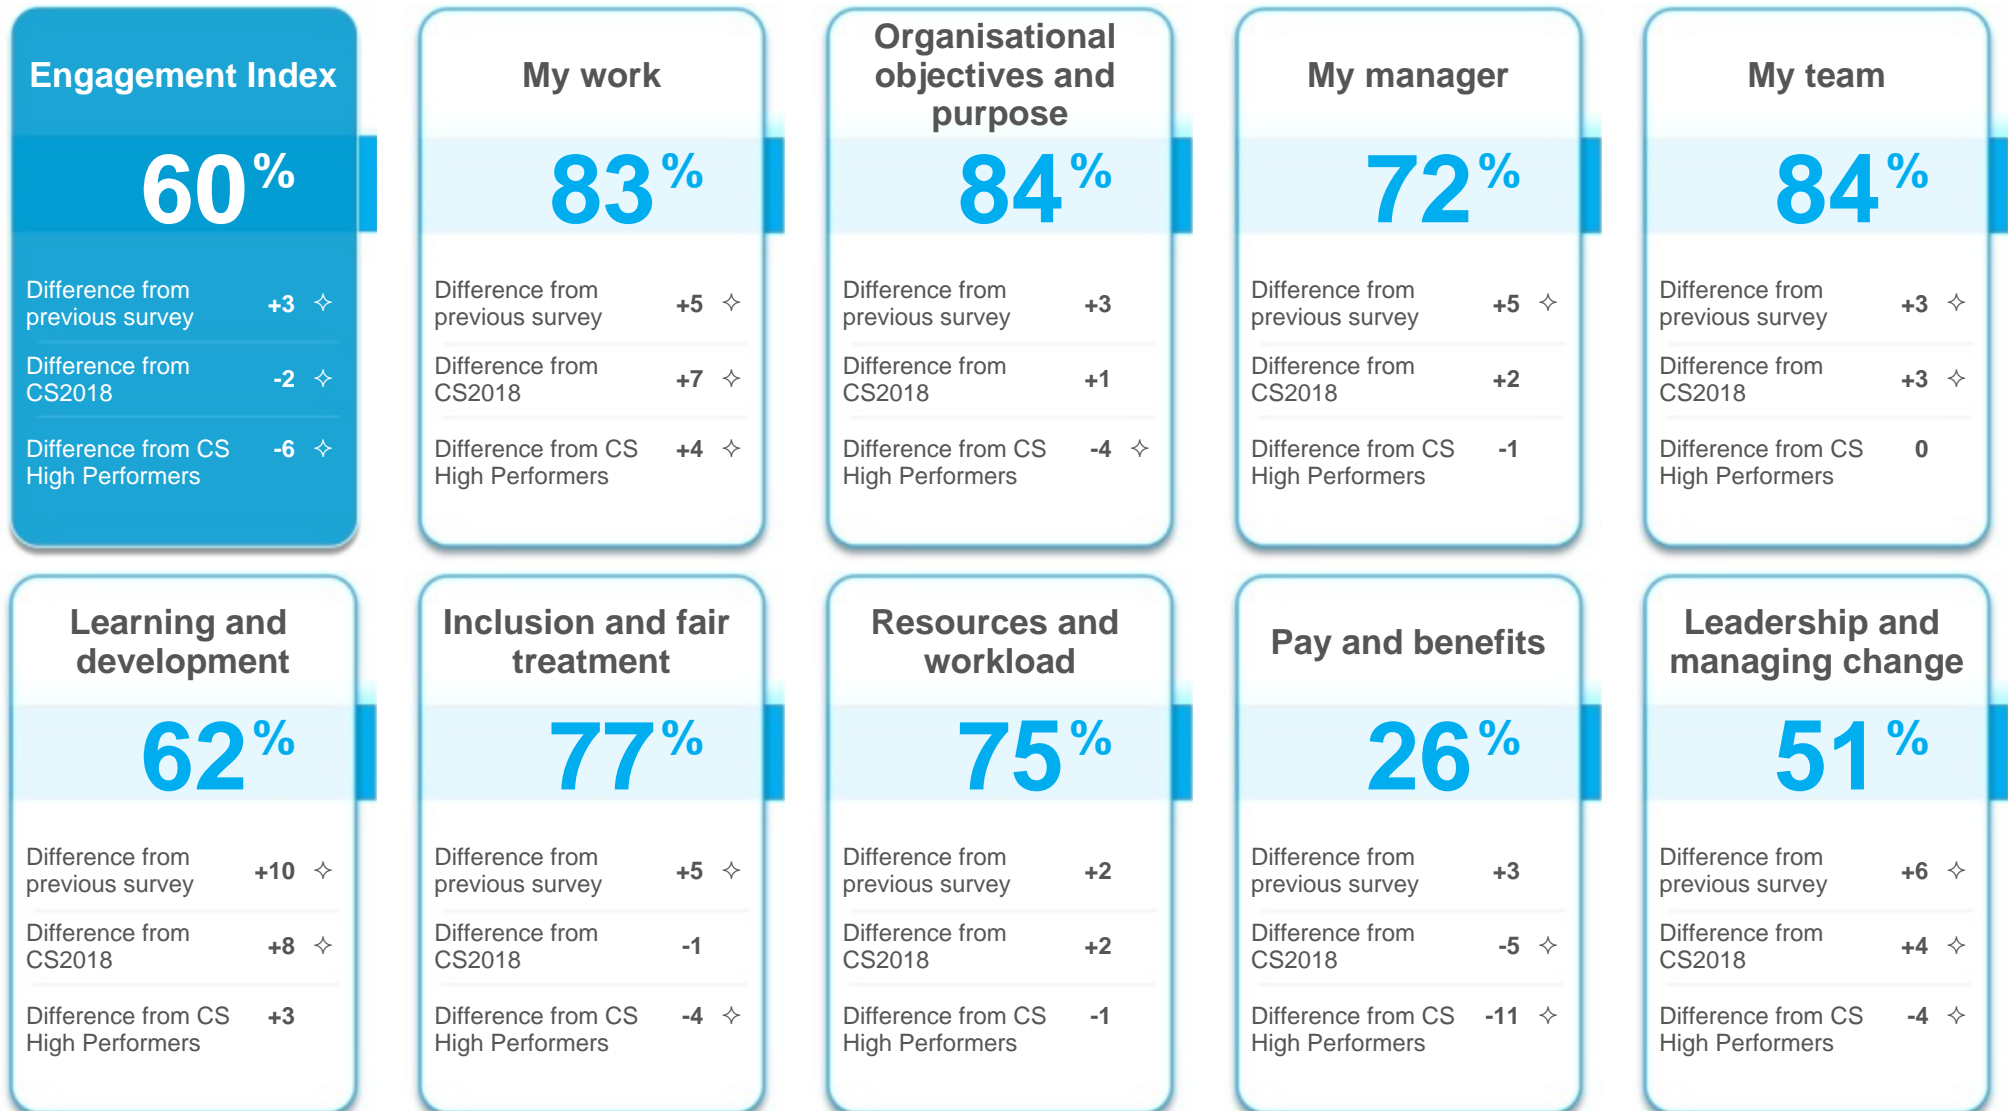 Engagement Index
60%
Difference from
previous survey
+3 ✧
Difference from
CS2018
-2 ✧
Difference from CS
High Performers
-6 ✧
My work
83%
Difference from
previous survey
+5 ✧
Difference from
CS2018
+7 ✧
Difference from CS
High Performers
+4 ✧
Organisational
objectives and
purpose
84%
Difference from
previous survey
+3
Difference from
CS2018
+1
Difference from CS
High Performers
-4 ✧
My manager
72%
Difference from
previous survey
+5 ✧
Difference from
CS2018
+2
Difference from CS
High Performers
-1
My team
84%
Difference from
previous survey
+3 ✧
Difference from
CS2018
+3 ✧
Difference from CS
High Performers
0
Learning and
development
62%
Difference from
previous survey
+10 ✧
Difference from
CS2018
+8 ✧
Difference from CS
High Performers
+3
Inclusion and fair
treatment
77%
Difference from
previous survey
+5 ✧
Difference from
CS2018
-1
Difference from CS
High Performers
-4 ✧
Resources and
workload
75%
Difference from
previous survey
+2
Difference from
CS2018
+2
Difference from CS
High Performers
-1
Pay and benefits
26%
Difference from
previous survey
+3
Difference from
CS2018
-5 ✧
Difference from CS
High Performers
-11 ✧
Leadership and
managing change
51%
Difference from
previous survey
+6 ✧
Difference from
CS2018
+4 ✧
Difference from CS
High Performers
-4 ✧